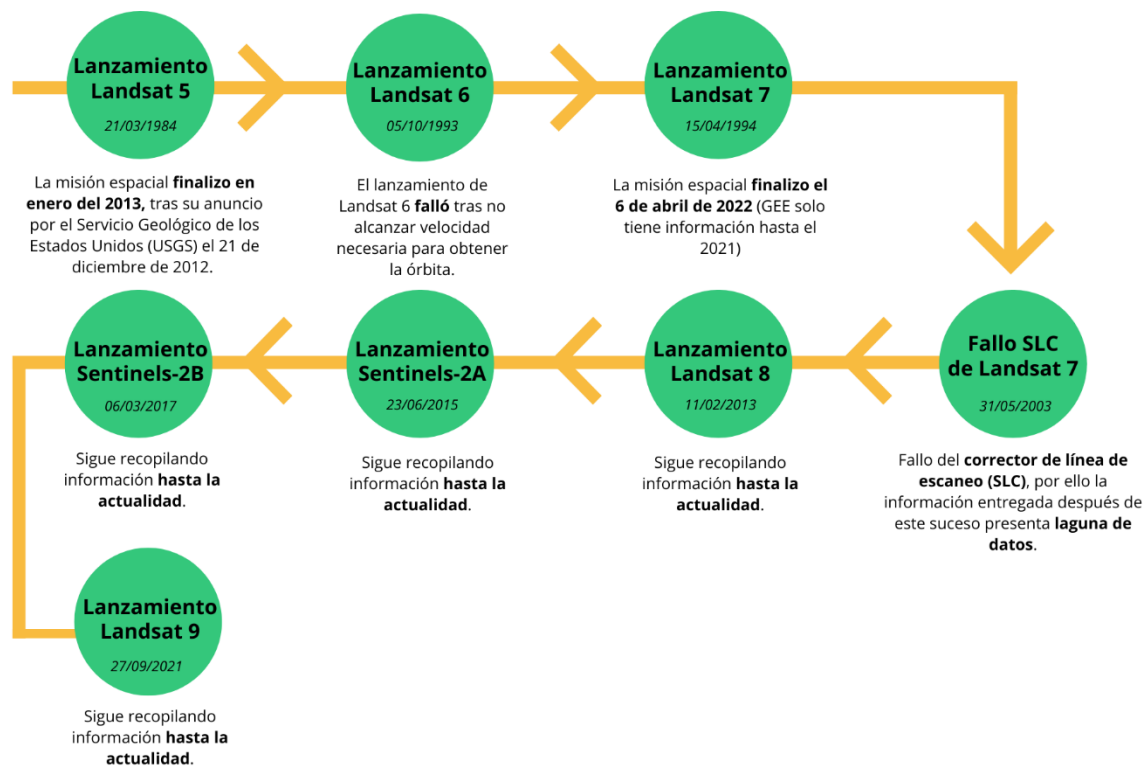 Lanzamiento
Landsat 5
21/03/1984
La misión espacial finalizo en
enero del 2013, tras su anuncio
por el Servicio Geológico de los
Estados Unidos (USGS) el 21 de
diciembre de 2012.
Lanzamiento
Landsat 6
05/10/1993
El lanzamiento de
Landsat 6 falló tras no
alcanzar velocidad
necesaria para obtener
la órbita.
Lanzamiento
Landsat 7
15/04/1994
La misión espacial finalizo el
6 de abril de 2022 (GEE solo
tiene información hasta el
2021)
Fallo SLC
de Landsat 7
31/05/2003
Fallo del corrector de línea de
escaneo (SLC), por ello la
información entregada después de
este suceso presenta laguna de
datos.
Lanzamiento
Landsat 8
11/02/2013
Sigue recopilando
información hasta la
actualidad.
Lanzamiento
Sentinels-2A
23/06/2015
Sigue recopilando
información hasta la
actualidad.
Lanzamiento
Sentinels-2B
06/03/2017
Sigue recopilando
información hasta la
actualidad.
Lanzamiento
Landsat 9
27/09/2021
Sigue recopilando
información hasta la
actualidad.